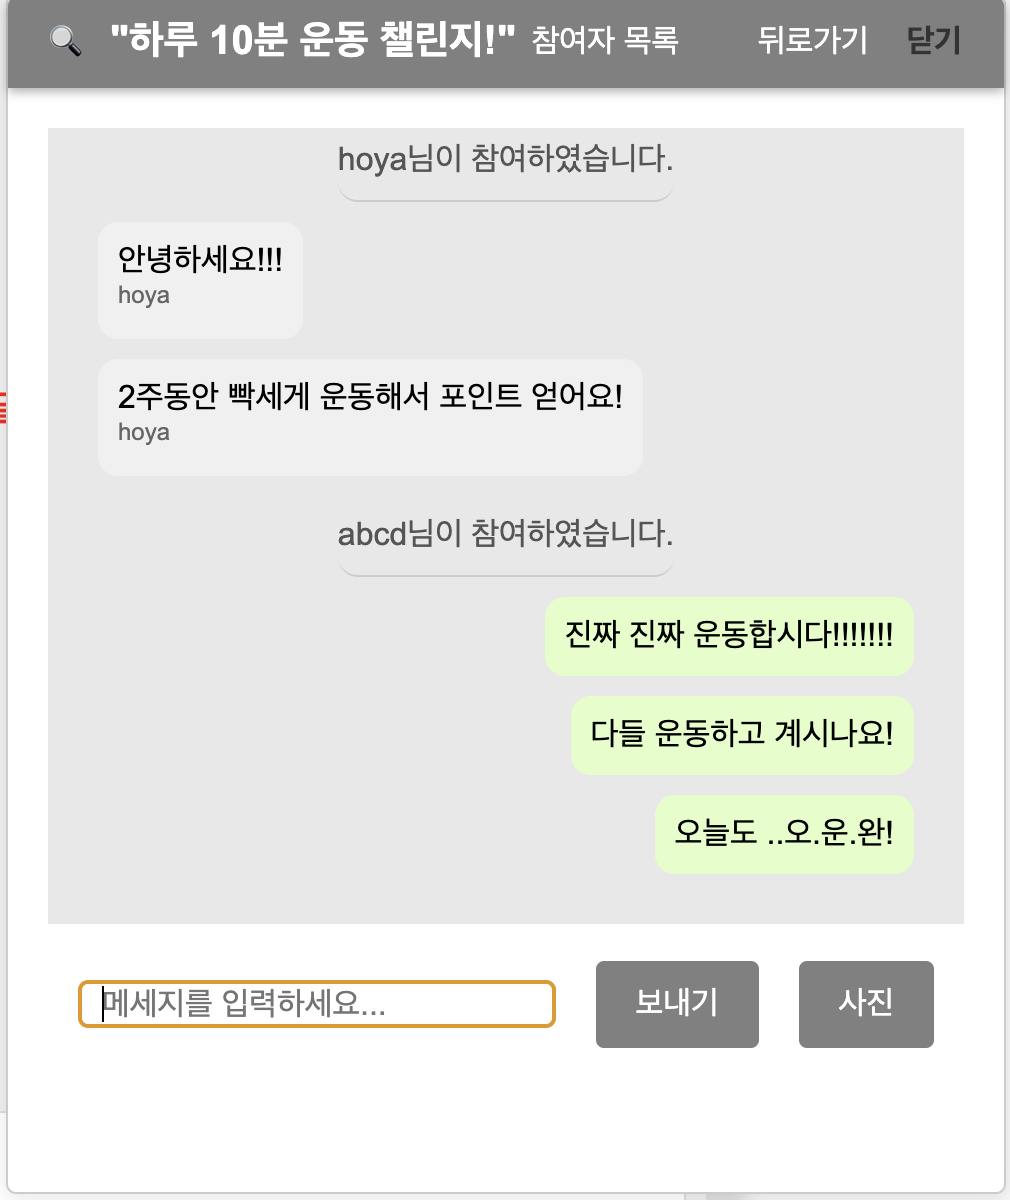 "하루 10분 운동 챌린지!" 참여자 목록 뒤로가기 닫기
hoya님이 참여하였습니다.
안녕하세요!!!
hoya
2주동안 빡세게 운동해서 포인트 얻어요!
hoya
abcd님이 참여하였습니다.
진짜 진짜 운동합시다!!!!!!!
다들 운동하고 계시나요!
오늘도 ..오.운.완!
메세지를 입력하세요... 보내기 사진